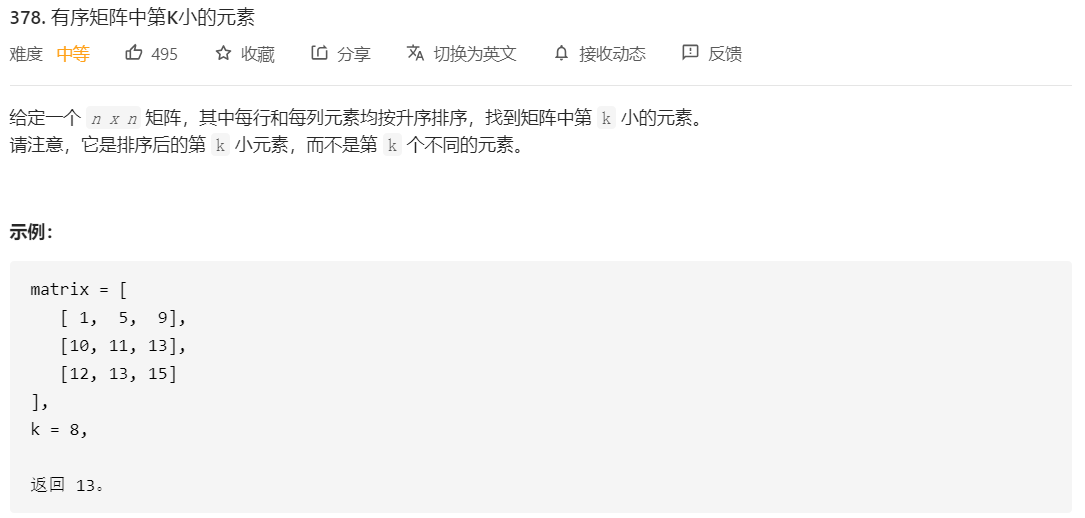 378. 有序矩阵中第K小的元素
难度 中等 495 收藏 分享 切换为英文 接收动态 反馈
给定一个 n x n 矩阵，其中每行和每列元素均按升序排序，找到矩阵中第 k 小的元素。
请注意，它是排序后的第 k 小元素，而不是第 k 个不同的元素。
示例：
matrix = [
   [ 1,  5,  9],
   [10, 11, 13],
   [12, 13, 15]
],
k = 8,
返回 13。